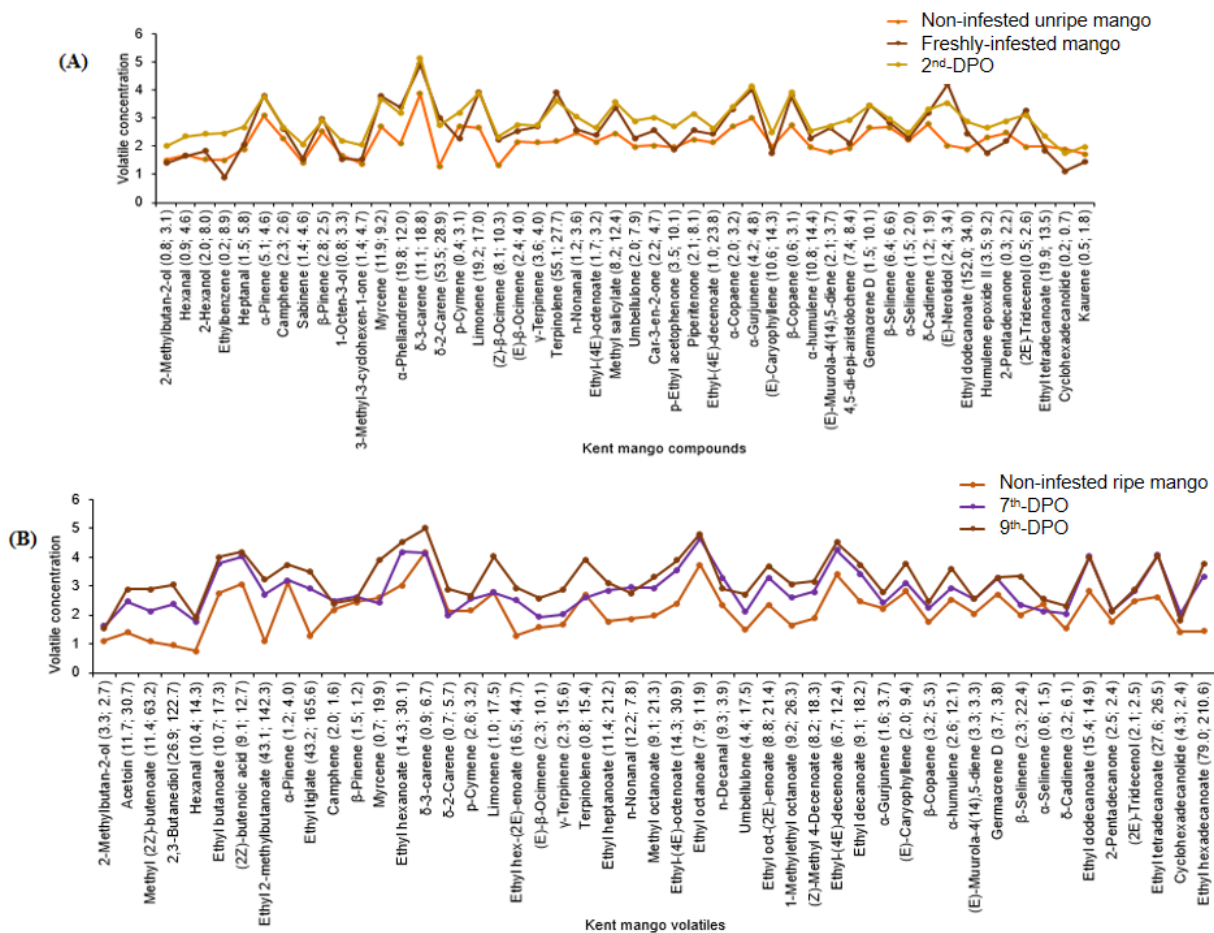 Non-infested unripe mango
Freshly-infested mango
2nd-DPO
(A)
Volatile concentration
6
5
4
3
2
1
0
2-Methylbutan-2-ol (0.8; 3.1)
Hexanal (0.9; 4.6)
2-Hexanol (2.0; 8.0)
Ethylbenzene (0.2; 8.9)
Heptanal (1.5; 5.8)
α-Pinene (5.1; 4.6)
Camphene (2.3; 2.6)
Sabinene (1.4; 4.6)
β-Pinene (2.8; 2.5)
1-Octen-3-ol (0.8; 3.3)
3-Methyl-3-cyclohexen-1-one (1.4; 4.7)
Myrcene (11.9; 9.2)
α-Phellandrene (19.8; 12.0)
δ-3-carene (11.1; 18.8)
δ-2-Carene (53.5; 28.9)
p-Cymene (0.4; 3.1)
Limonene (19.2; 17.0)
(Z)-β-Ocimene (8.1; 10.3)
(E)-β-Ocimene (2.4; 4.0)
γ-Terpinene (3.6; 4.0)
Terpinolene (55.1; 27.7)
n-Nonanal (1.2; 3.6)
Ethyl-(4E)-octenoate (1.7; 3.2)
Methyl salicylate (8.2; 12.4)
Umbellulone (2.0; 7.9)
Car-3-en-2-one (2.2; 4.7)
p-Ethyl acetophenone (3.5; 10.1)
Piperitenone (2.1; 8.1)
Ethyl-(4E)-decenoate (1.0; 23.8)
α-Copaene (2.0; 3.2)
α-Gurjunene (4.2; 4.8)
(E)-Caryophyllene (10.6; 14.3)
β-Copaene (0.6; 3.1)
α-humulene (10.8; 14.4)
(E)-Muurola-4(14),5-diene (2.1; 3.7)
4,5-di-epi-aristolochene (7.4; 8.4)
Germacrene D (1.5; 10.1)
β-Selinene (6.4; 6.6)
α-Selinene (1.5; 2.0)
δ-Cadinene (1.2; 1.9)
(E)-Nerolidol (2.4; 3.4)
Ethyl dodecanoate (152.0; 34.0)
Humulene epoxide II (3.5; 9.2)
2-Pentadecanone (0.3; 2.2)
(2E)-Tridecenol (0.5; 2.6)
Ethyl tetradecanoate (19.9; 13.5)
Cyclohexadecanolid (0.2; 0.7)
Kaurene (0.5; 1.8)
Kent mango compounds
Non-infested ripe mango
7th-DPO
9th-DPO
(B)
Volatile concentration
6
5
4
3
2
1
0
2-Methylbutan-2-ol (3.3; 2.7)
Acetoin (11.7; 30.7)
Methyl (2Z)-butenoate (11.4; 63.2)
2,3-Butanediol (26.9; 122.7)
Hexanal (10.4; 14.3)
Ethyl butanoate (10.7; 17.3)
(2Z)-butenoic acid (9.1; 12.7)
Ethyl 2-methylbutanoate (43.1; 142.3)
α-Pinene (1.2; 4.0)
Ethyl tiglate (43.2; 165.6)
Camphene (2.0; 1.6)
β-Pinene (1.5; 1.2)
Myrcene (0.7; 19.9)
Ethyl hexanoate (14.3; 30.1)
δ-3-carene (0.9; 6.7)
δ-2-Carene (0.7; 5.7)
p-Cymene (2.6; 3.2)
Limonene (1.0; 17.5)
Ethyl hex-(2E)-enoate (16.5; 44.7)
(E)-β-Ocimene (2.3; 10.1)
γ-Terpinene (2.3; 15.6)
Terpinolene (0.8; 15.4)
Ethyl heptanoate (11.4; 21.2)
n-Nonanal (12.2; 7.8)
Methyl octanoate (9.1; 21.3)
Ethyl-(4E)-octenoate (14.3; 30.9)
Ethyl octanoate (7.9; 11.9)
n-Decanal (9.3; 3.9)
Umbellulone (4.4; 17.5)
Ethyl oct-(2E)-enoate (8.8; 21.4)
1-Methylethyl octanoate (9.2; 26.3)
(Z)-Methyl 4-Decenoate (8.2; 18.3)
Ethyl-(4E)-decenoate (6.7; 12.4)
Ethyl decanoate (9.1; 18.2)
α-Gurjunene (1.6; 3.7)
(E)-Caryophyllene (2.0; 9.4)
β-Copaene (3.2; 5.3)
α-humulene (2.6; 12.1)
(E)-Muurola-4(14),5-diene (3.3; 3.3)
Germacrene D (3.7; 3.8)
β-Selinene (2.3; 22.4)
α-Selinene (0.6; 1.5)
δ-Cadinene (3.2; 6.1)
Ethyl dodecanoate (15.4; 14.9)
2-Pentadecanone (2.5; 2.4)
(2E)-Tridecenol (2.1; 2.5)
Ethyl tetradecanoate (27.6; 26.5)
Cyclohexadecanolid (4.3; 2.4)
Ethyl hexadecanoate (79.0; 210.6)
Kent mango volatiles